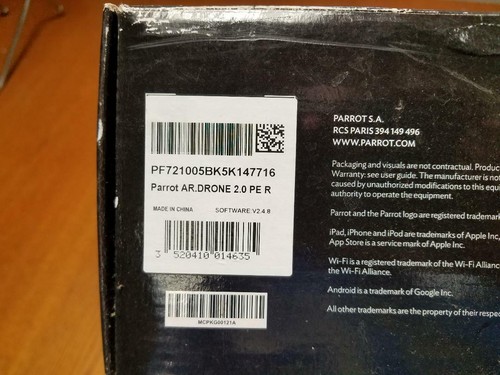 PF721005BK5K147716
Parrot AR.DRONE 2.0 PE R
MADE IN CHINA SOFTWARE:V2.4.8
3 520410 014635
MCPKG00121A
PARROT S.A.
RCS PARIS 394 149 496
WWW.PARROT.COM
Packaging and visuals are not contractual. Produc
Warranty: see user guide. The manufacturer is not
caused by unauthorized modifications to this equi
authority to operate the equipment.
Parrot and the Parrot logo are registered trademar
iPad, iPhone and iPod are trademarks of Apple Inc.
App Store is a service mark of Apple Inc.
Wi-Fi is a registered trademark of the Wi-Fi Allianc
the Wi-Fi Alliance.
Android is a trademark of Google Inc.
All other trademarks are the property of their respec